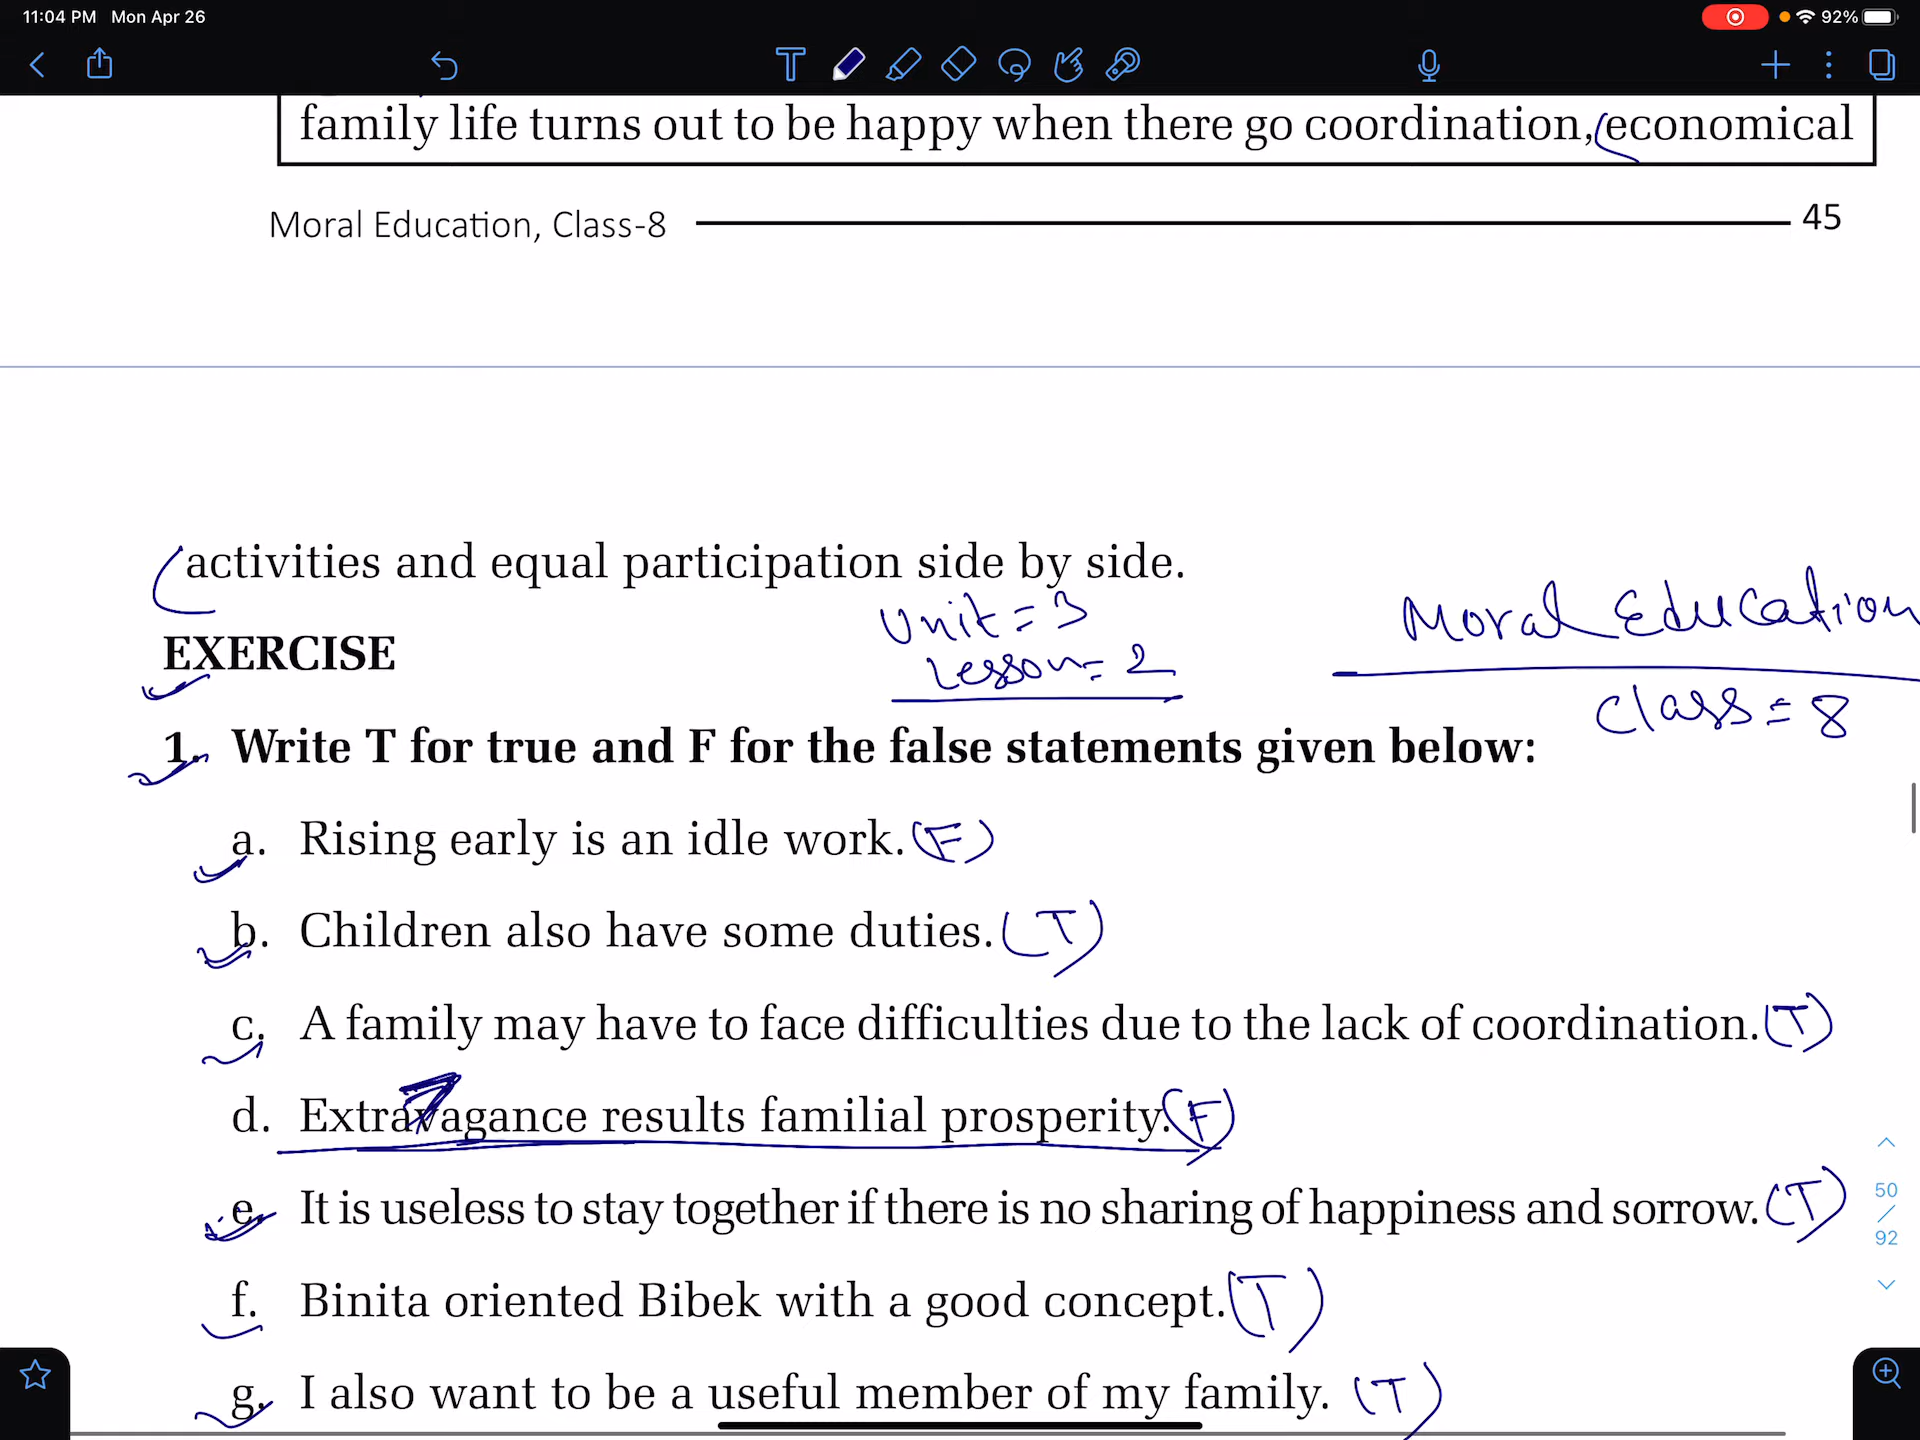 11:04 PM Mon Apr 26
92%
family life turns out to be happy when there go coordination, economical
Moral Education, Class-8 45
activities and equal participation side by side.
Unit = 3
Moral Education
EXERCISE
Lesson = 2
Class = 8
1. Write T for true and F for the false statements given below:
a. Rising early is an idle work. (F)
b. Children also have some duties. (T)
c. A family may have to face difficulties due to the lack of coordination. (T)
d. Extravagance results familial prosperity. (F)
e. It is useless to stay together if there is no sharing of happiness and sorrow. (T)
50
/
92
f. Binita oriented Bibek with a good concept. (T)
g. I also want to be a useful member of my family. (T)